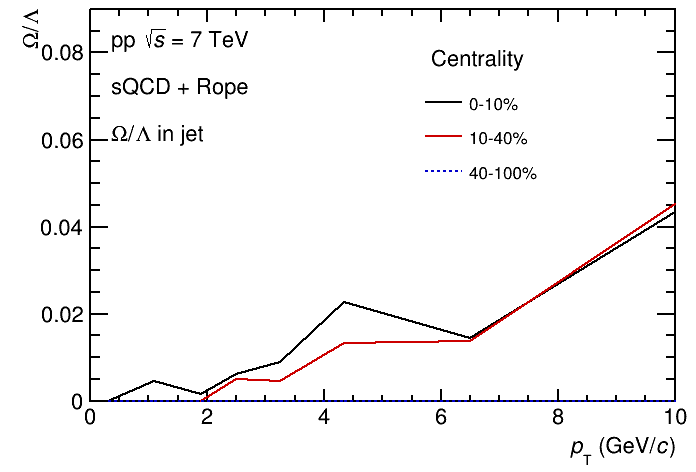 Ω/Λ
pp √s = 7 TeV
sQCD + Rope
Ω/Λ in jet
Centrality
0-10%
10-40%
40-100%
0.08
0.06
0.04
0.02
0
0 2 4 6 8 10
p_T (GeV/c)